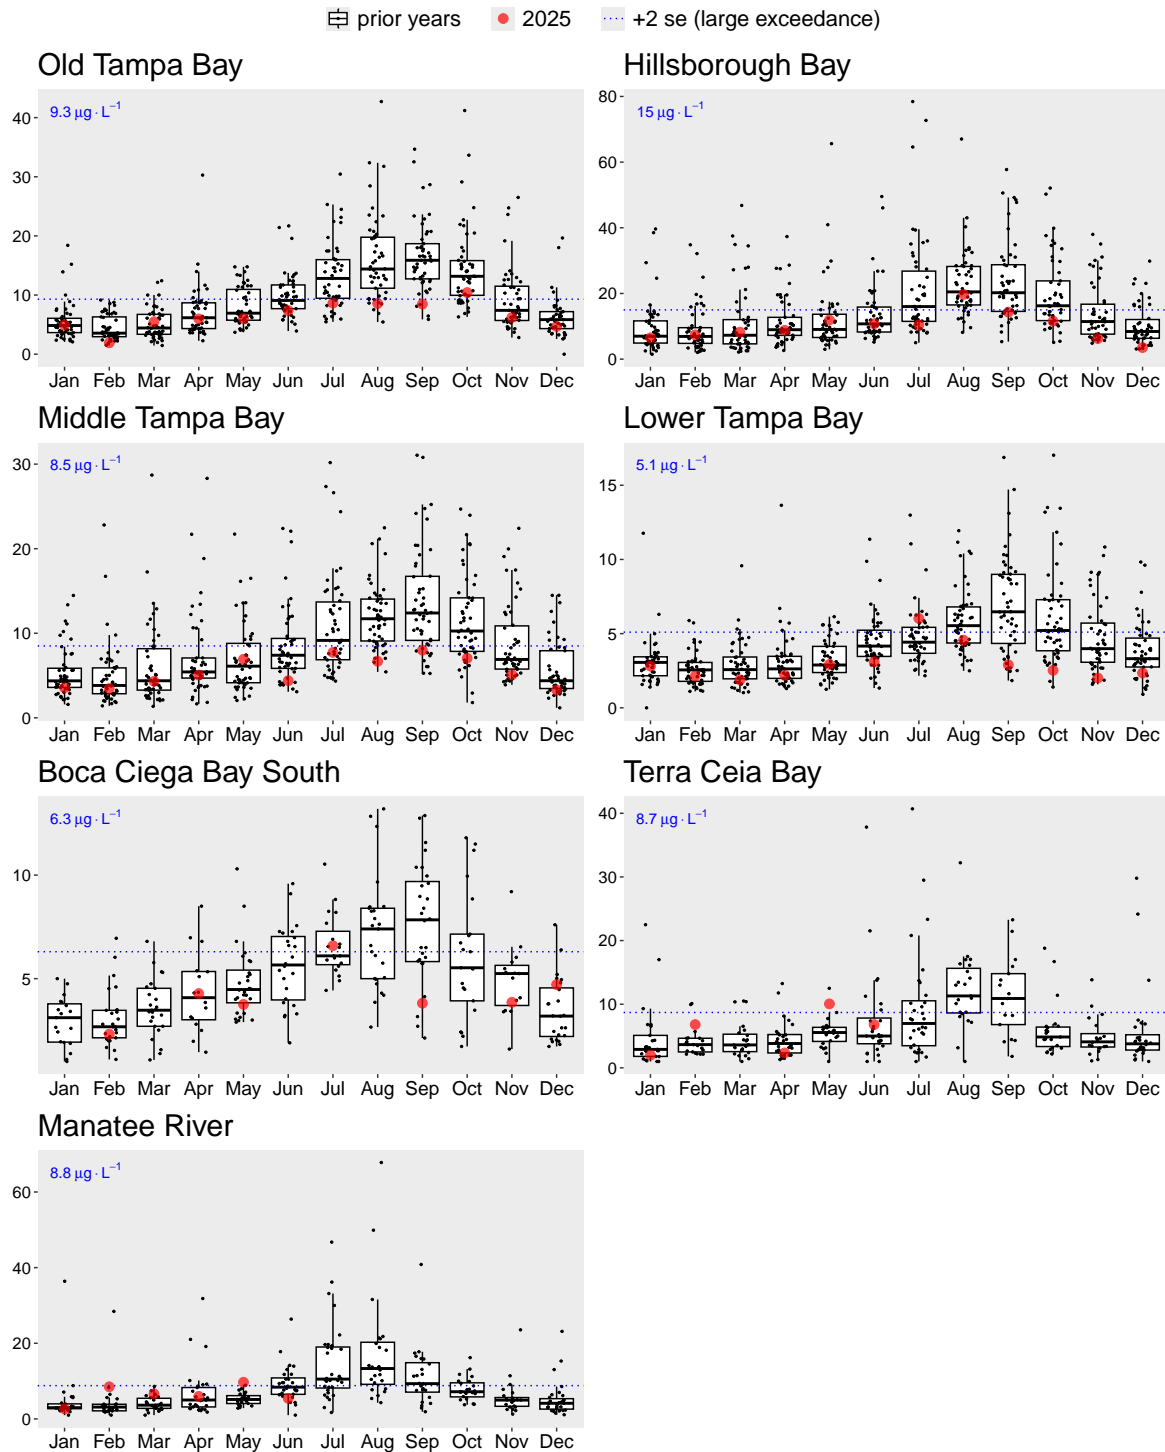 prior years 2025 +2 se (large exceedance)
Old Tampa Bay
9.3 µg · L⁻¹
40
30
20
10
0
Jan Feb Mar Apr May Jun Jul Aug Sep Oct Nov Dec
Hillsborough Bay
15 µg · L⁻¹
80
60
40
20
0
Jan Feb Mar Apr May Jun Jul Aug Sep Oct Nov Dec
Middle Tampa Bay
8.5 µg · L⁻¹
30
20
10
0
Jan Feb Mar Apr May Jun Jul Aug Sep Oct Nov Dec
Lower Tampa Bay
5.1 µg · L⁻¹
15
10
5
0
Jan Feb Mar Apr May Jun Jul Aug Sep Oct Nov Dec
Boca Ciega Bay South
6.3 µg · L⁻¹
10
5
Jan Feb Mar Apr May Jun Jul Aug Sep Oct Nov Dec
Terra Ceia Bay
8.7 µg · L⁻¹
40
30
20
10
0
Jan Feb Mar Apr May Jun Jul Aug Sep Oct Nov Dec
Manatee River
8.8 µg · L⁻¹
60
40
20
0
Jan Feb Mar Apr May Jun Jul Aug Sep Oct Nov Dec